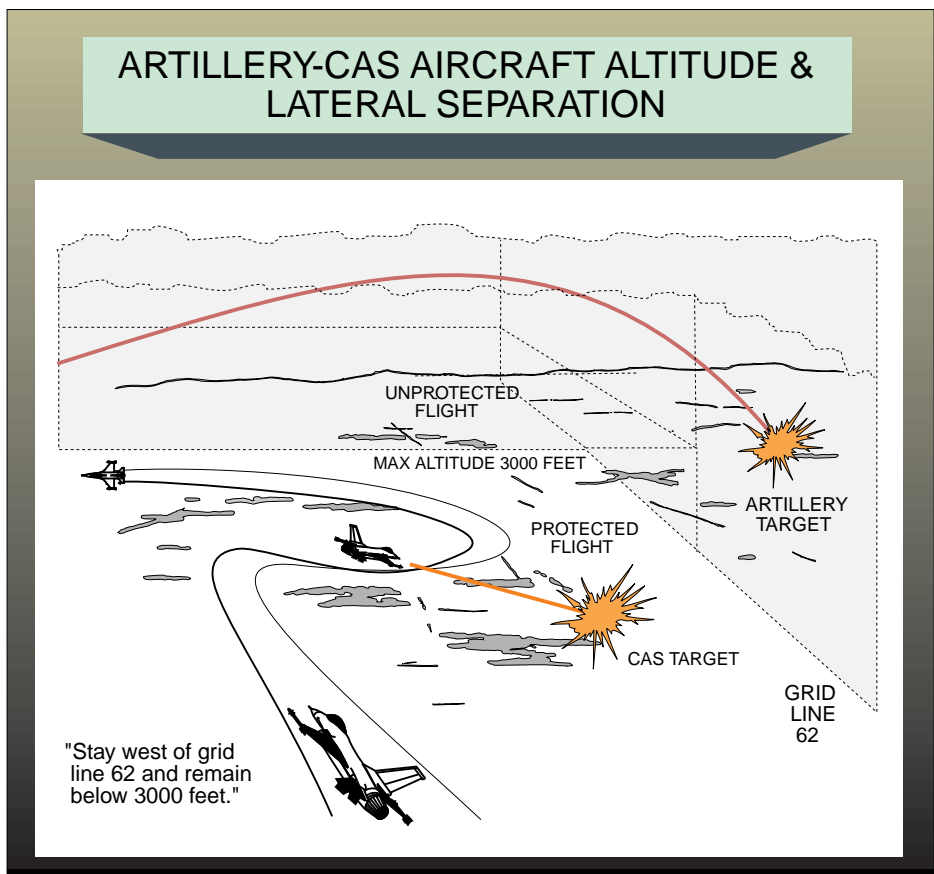 ARTILLERY-CAS AIRCRAFT ALTITUDE &
LATERAL SEPARATION
UNPROTECTED
FLIGHT
MAX ALTITUDE 3000 FEET
ARTILLERY
TARGET
PROTECTED
FLIGHT
CAS TARGET
GRID
LINE
62
"Stay west of grid
line 62 and remain
below 3000 feet."